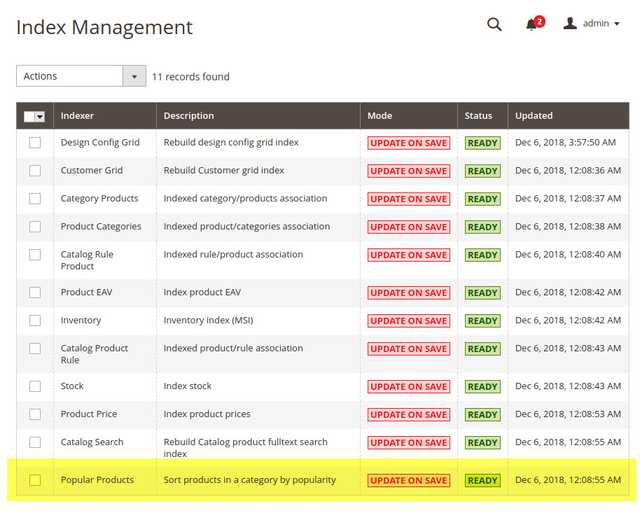 Index Management
2
admin
Actions
11 records found
Indexer Description Mode Status Updated
Design Config Grid Rebuild design config grid index UPDATE ON SAVE READY Dec 6, 2018, 3:57:50 AM
Customer Grid Rebuild Customer grid index UPDATE ON SAVE READY Dec 6, 2018, 12:08:36 AM
Category Products Indexed category/products association UPDATE ON SAVE READY Dec 6, 2018, 12:08:37 AM
Product Categories Indexed product/categories association UPDATE ON SAVE READY Dec 6, 2018, 12:08:38 AM
Catalog Rule Indexed rule/product association UPDATE ON SAVE READY Dec 6, 2018, 12:08:40 AM
Product
Product EAV Index product EAV UPDATE ON SAVE READY Dec 6, 2018, 12:08:42 AM
Inventory Inventory index (MSI) UPDATE ON SAVE READY Dec 6, 2018, 12:08:42 AM
Catalog Product Indexed product/rule association UPDATE ON SAVE READY Dec 6, 2018, 12:08:43 AM
Rule
Stock Index stock UPDATE ON SAVE READY Dec 6, 2018, 12:08:43 AM
Product Price Index product prices UPDATE ON SAVE READY Dec 6, 2018, 12:08:53 AM
Catalog Search Rebuild Catalog product fulltext search UPDATE ON SAVE READY Dec 6, 2018, 12:08:55 AM
index
Popular Products Sort products in a category by popularity UPDATE ON SAVE READY Dec 6, 2018, 12:08:55 AM